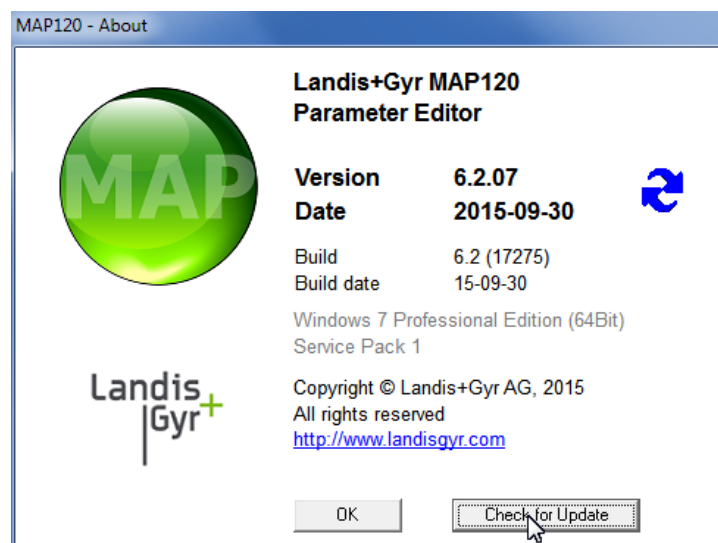 MAP120 - About
MAP
Landis+Gyr MAP120
Parameter Editor
Version 6.2.07
Date 2015-09-30
Build 6.2 (17275)
Build date 15-09-30
Windows 7 Professional Edition (64Bit)
Service Pack 1
Landis+
Gyr
Copyright © Landis+Gyr AG, 2015
All rights reserved
http://www.landisgyr.com
OK Check for Update